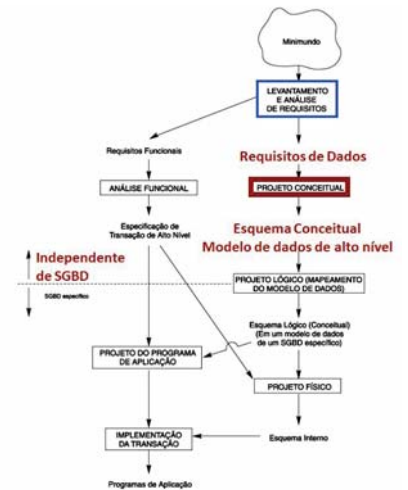 Minimundo
LEVANTAMENTO
E ANÁLISE
DE REQUISITOS
Requisitos Funcionais
Requisitos de Dados
ANÁLISE FUNCIONAL
PROJETO CONCEITUAL
Especificação de
Transação de Alto Nível
Esquema Conceitual
Modelo de dados de alto nível
Independente
de SGBD
SGBD específico
PROJETO LÓGICO (MAPEAMENTO
DO MODELO DE DADOS)
Esquema Lógico (Conceitual)
(Em um modelo de dados
de um SGBD específico)
PROJETO DO PROGRAMA
DE APLICAÇÃO
PROJETO FÍSICO
IMPLEMENTAÇÃO
DA TRANSAÇÃO
Esquema Interno
Programas de Aplicação